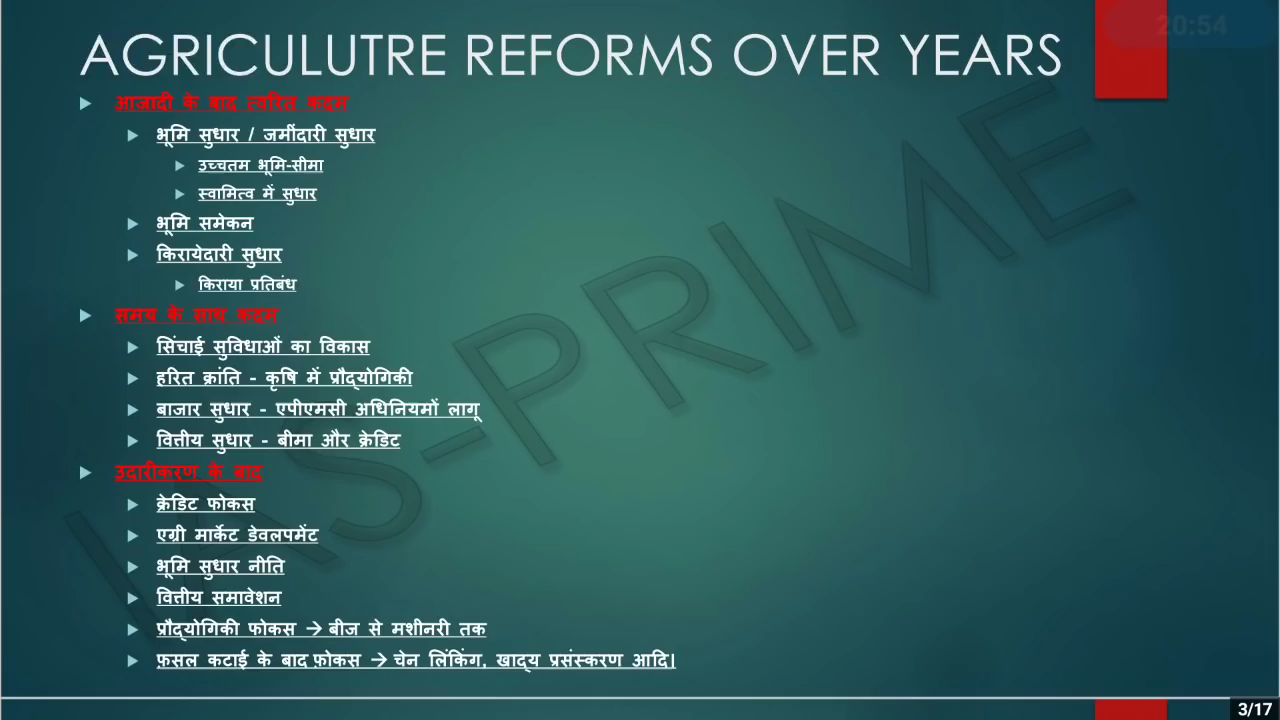 20:54
AGRICULUTRE REFORMS OVER YEARS
आजादी के बाद त्वरित कदम
भूमि सुधार / जमींदारी सुधार
उच्चतम भूमि-सीमा
स्वामित्व में सुधार
भूमि समेकन
किरायेदारी सुधार
किराया प्रतिबंध
समय के साथ कदम
सिंचाई सुविधाओं का विकास
हरित क्रांति - कृषि में प्रौद्योगिकी
बाजार सुधार - एपीएमसी अधिनियमों लागू
वित्तीय सुधार - बीमा और क्रेडिट
उदारीकरण के बाद
क्रेडिट फोकस
एग्री मार्केट डेवलपमेंट
भूमि सुधार नीति
वित्तीय समावेशन
प्रौद्योगिकी फोकस → बीज से मशीनरी तक
फ़सल कटाई के बाद फ़ोकस → चेन लिंकिंग, खाद्य प्रसंस्करण आदि।
IAS-PRIME
3/17